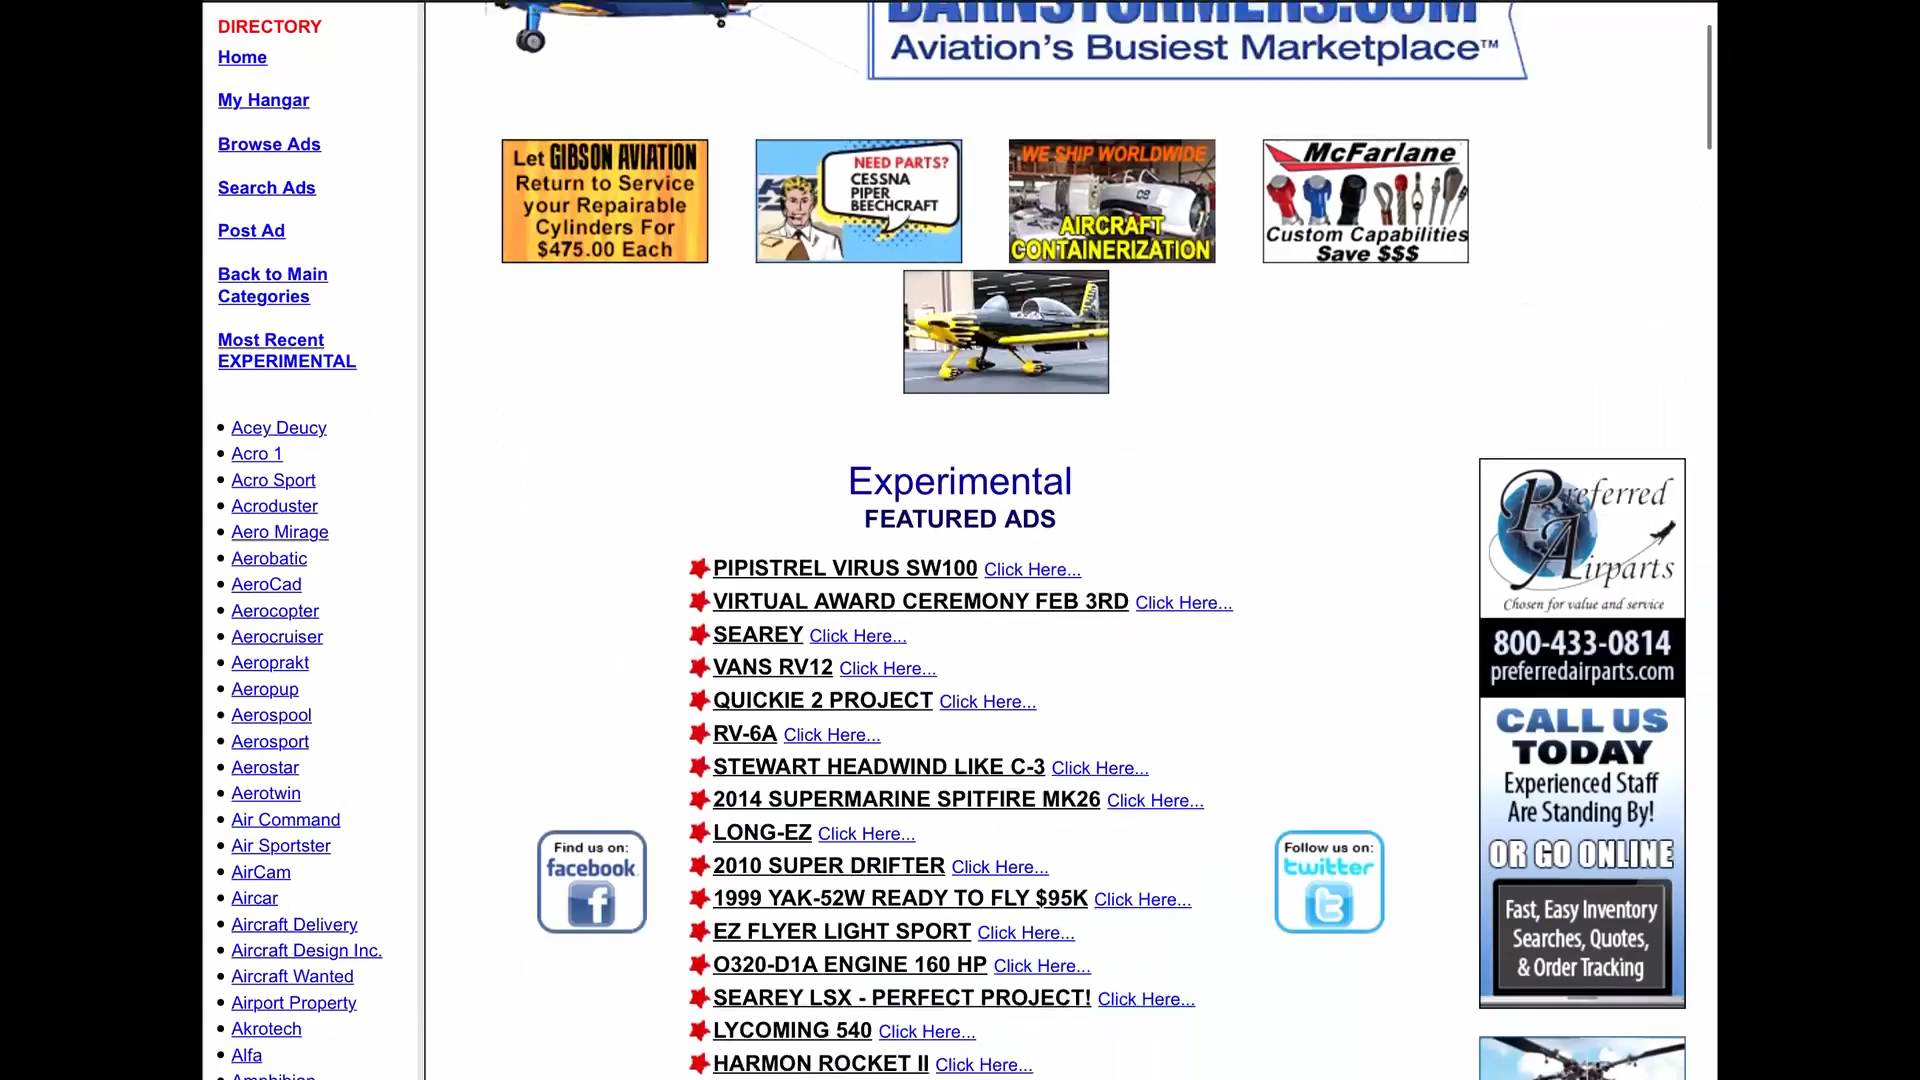 DIRECTORY
Home
My Hangar
Browse Ads
Search Ads
Post Ad
Back to Main
Categories
Most Recent
EXPERIMENTAL
Acey Deucy
Acro 1
Acro Sport
Acroduster
Aero Mirage
Aerobatic
AeroCad
Aerocopter
Aerocruiser
Aeroprakt
Aeropup
Aerospool
Aerosport
Aerostar
Aerotwin
Air Command
Air Sportster
AirCam
Aircar
Aircraft Delivery
Aircraft Design Inc.
Aircraft Wanted
Airport Property
Akrotech
Alfa
Amphibian
BARNSTORMERS.COM
Aviation's Busiest Marketplace™
Let GIBSON AVIATION
Return to Service
your Repairable
Cylinders For
$475.00 Each
NEED PARTS?
CESSNA
PIPER
BEECHCRAFT
WE SHIP WORLDWIDE
AIRCRAFT
CONTAINERIZATION
McFarlane
Custom Capabilities
Save $$$
Experimental
FEATURED ADS
PIPISTREL VIRUS SW100 Click Here...
VIRTUAL AWARD CEREMONY FEB 3RD Click Here...
SEAREY Click Here...
VANS RV12 Click Here...
QUICKIE 2 PROJECT Click Here...
RV-6A Click Here...
STEWART HEADWIND LIKE C-3 Click Here...
2014 SUPERMARINE SPITFIRE MK26 Click Here...
LONG-EZ Click Here...
2010 SUPER DRIFTER Click Here...
1999 YAK-52W READY TO FLY $95K Click Here...
EZ FLYER LIGHT SPORT Click Here...
O320-D1A ENGINE 160 HP Click Here...
SEAREY LSX - PERFECT PROJECT! Click Here...
LYCOMING 540 Click Here...
HARMON ROCKET II Click Here...
Find us on:
facebook
Follow us on:
twitter
Preferred
Airparts
Chosen for value and service
800-433-0814
preferredairparts.com
CALL US
TODAY
Experienced Staff
Are Standing By!
OR GO ONLINE
Fast, Easy Inventory
Searches, Quotes,
& Order Tracking